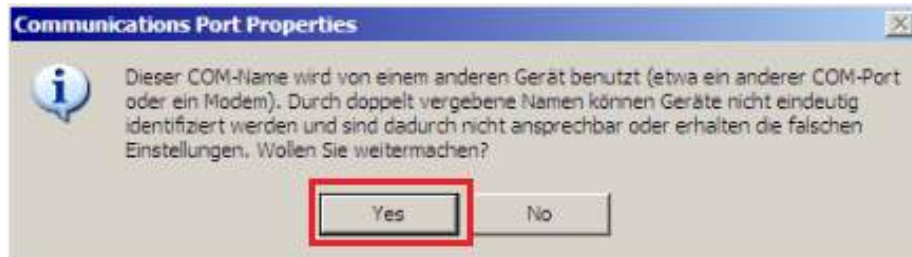 Communications Port Properties
Dieser COM-Name wird von einem anderen Gerät benutzt (etwa ein anderer COM-Port
oder ein Modem). Durch doppelt vergebene Namen können Geräte nicht eindeutig
identifiziert werden und sind dadurch nicht ansprechbar oder erhalten die falschen
Einstellungen. Wollen Sie weitermachen?
Yes No